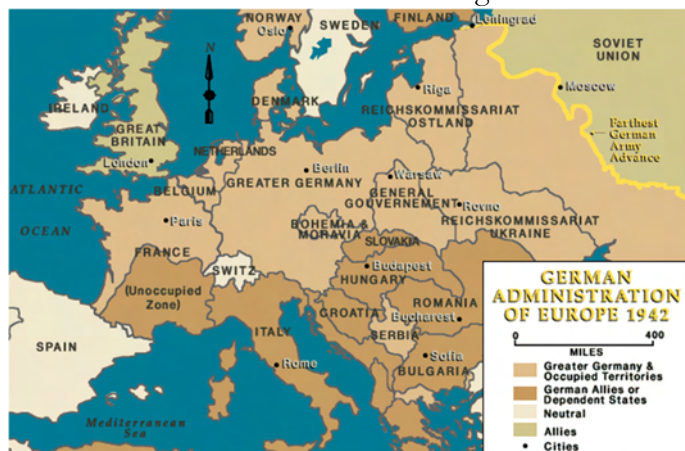 NORWAY
Oslo
SWEDEN
FINLAND
Leningrad
SOVIET
UNION
Moscow
Riga
REICHSKOMMISSARIAT
OSTLAND
Farthest
German
Army
Advance
N
IRELAND
GREAT
BRITAIN
London
DENMARK
NETHERLANDS
BELGIUM
Berlin
GREATER GERMANY
Warsaw
GENERAL
GOUVERNEMENT
Rovno
REICHSKOMMISSARIAT
UKRAINE
BOHEMIA &
MORAVIA
SLOVAKIA
ATLANTIC
OCEAN
Paris
FRANCE
(Unoccupied
Zone)
SWITZ
Budapest
HUNGARY
ROMANIA
Bucharest
CROATIA
SERBIA
ITALY
Rome
Sofia
BULGARIA
SPAIN
Mediterranean
Sea
GERMAN
ADMINISTRATION
OF EUROPE 1942
0 400
MILES
Greater Germany &
Occupied Territories
German Allies or
Dependent States
Neutral
Allies
Cities